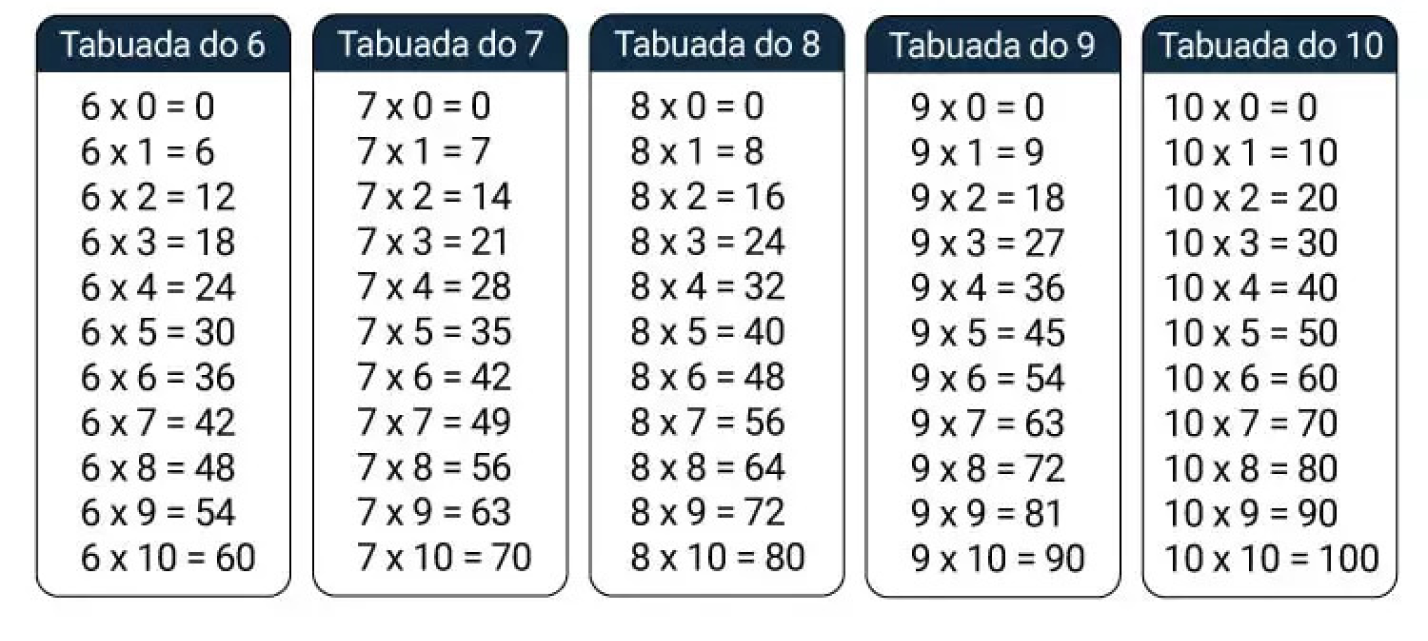 Tabuada do 6
6 x 0 = 0
6 x 1 = 6
6 x 2 = 12
6 x 3 = 18
6 x 4 = 24
6 x 5 = 30
6 x 6 = 36
6 x 7 = 42
6 x 8 = 48
6 x 9 = 54
6 x 10 = 60
Tabuada do 7
7 x 0 = 0
7 x 1 = 7
7 x 2 = 14
7 x 3 = 21
7 x 4 = 28
7 x 5 = 35
7 x 6 = 42
7 x 7 = 49
7 x 8 = 56
7 x 9 = 63
7 x 10 = 70
Tabuada do 8
8 x 0 = 0
8 x 1 = 8
8 x 2 = 16
8 x 3 = 24
8 x 4 = 32
8 x 5 = 40
8 x 6 = 48
8 x 7 = 56
8 x 8 = 64
8 x 9 = 72
8 x 10 = 80
Tabuada do 9
9 x 0 = 0
9 x 1 = 9
9 x 2 = 18
9 x 3 = 27
9 x 4 = 36
9 x 5 = 45
9 x 6 = 54
9 x 7 = 63
9 x 8 = 72
9 x 9 = 81
9 x 10 = 90
Tabuada do 10
10 x 0 = 0
10 x 1 = 10
10 x 2 = 20
10 x 3 = 30
10 x 4 = 40
10 x 5 = 50
10 x 6 = 60
10 x 7 = 70
10 x 8 = 80
10 x 9 = 90
10 x 10 = 100